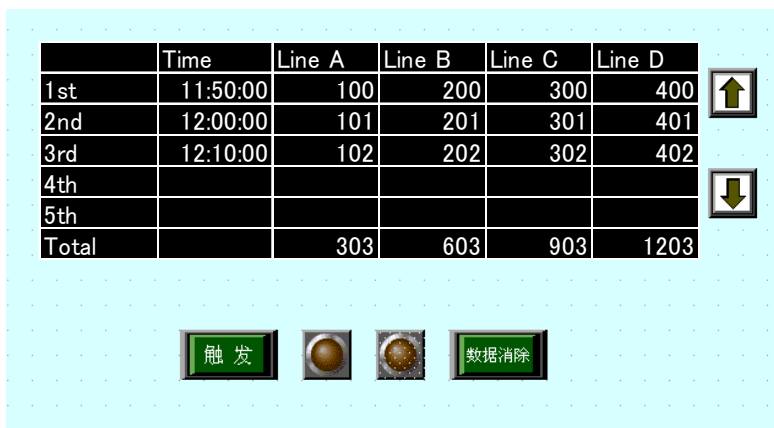 Time Line A Line B Line C Line D
1st 11:50:00 100 200 300 400
2nd 12:00:00 101 201 301 401
3rd 12:10:00 102 202 302 402
4th
5th
Total 303 603 903 1203
触 发 数据消除